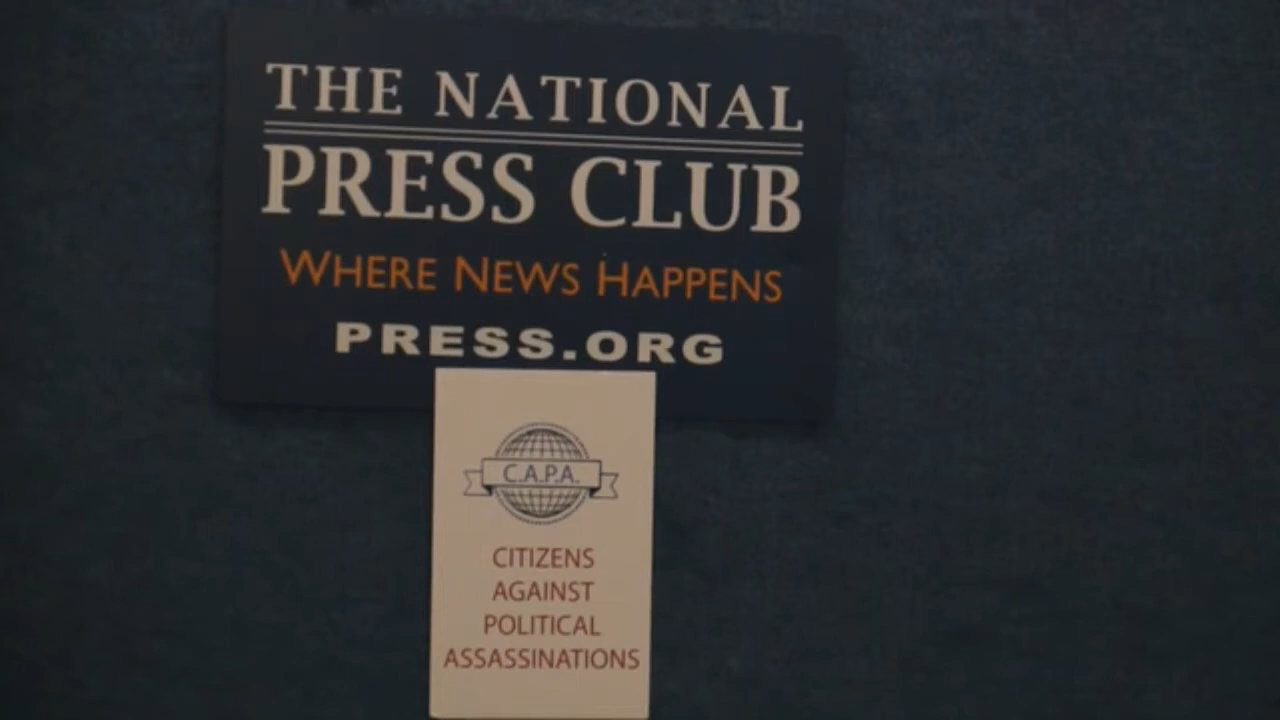 THE NATIONAL
PRESS CLUB
WHERE NEWS HAPPENS
PRESS.ORG
C.A.P.A.
CITIZENS
AGAINST
POLITICAL
ASSASSINATIONS